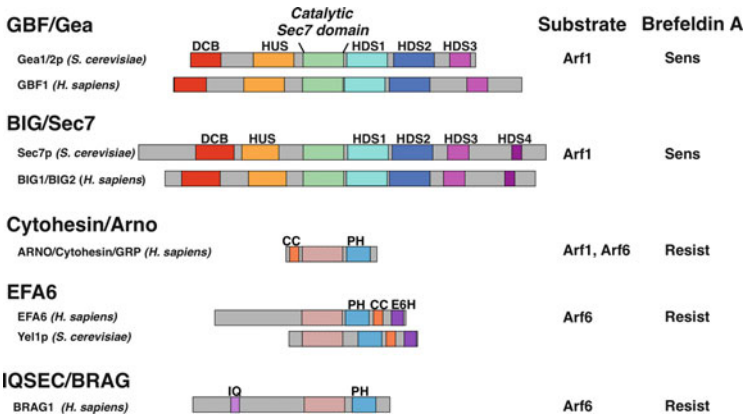 GBF/Gea
Catalytic
Sec7 domain
Substrate Brefeldin A
DCB HUS HDS1 HDS2 HDS3
Gea1/2p (S. cerevisiae) Arf1 Sens
GBF1 (H. sapiens)
BIG/Sec7
DCB HUS HDS1 HDS2 HDS3 HDS4
Sec7p (S. cerevisiae) Arf1 Sens
BIG1/BIG2 (H. sapiens)
Cytohesin/Arno
CC PH
ARNO/Cytohesin/GRP (H. sapiens) Arf1, Arf6 Resist
EFA6
PH CC E6H
EFA6 (H. sapiens) Arf6 Resist
Yel1p (S. cerevisiae)
IQSEC/BRAG
IQ PH
BRAG1 (H. sapiens) Arf6 Resist